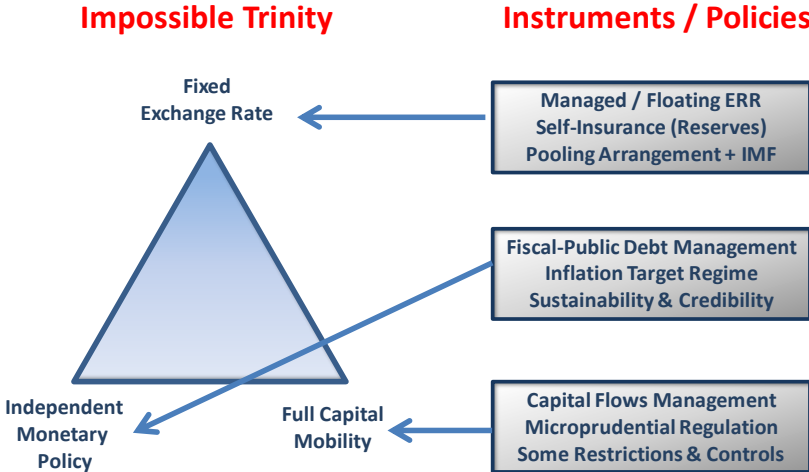 Impossible Trinity
Instruments / Policies
Fixed
Exchange Rate
Managed / Floating ERR
Self-Insurance (Reserves)
Pooling Arrangement + IMF
Fiscal-Public Debt Management
Inflation Target Regime
Sustainability & Credibility
Independent
Monetary
Policy
Full Capital
Mobility
Capital Flows Management
Microprudential Regulation
Some Restrictions & Controls